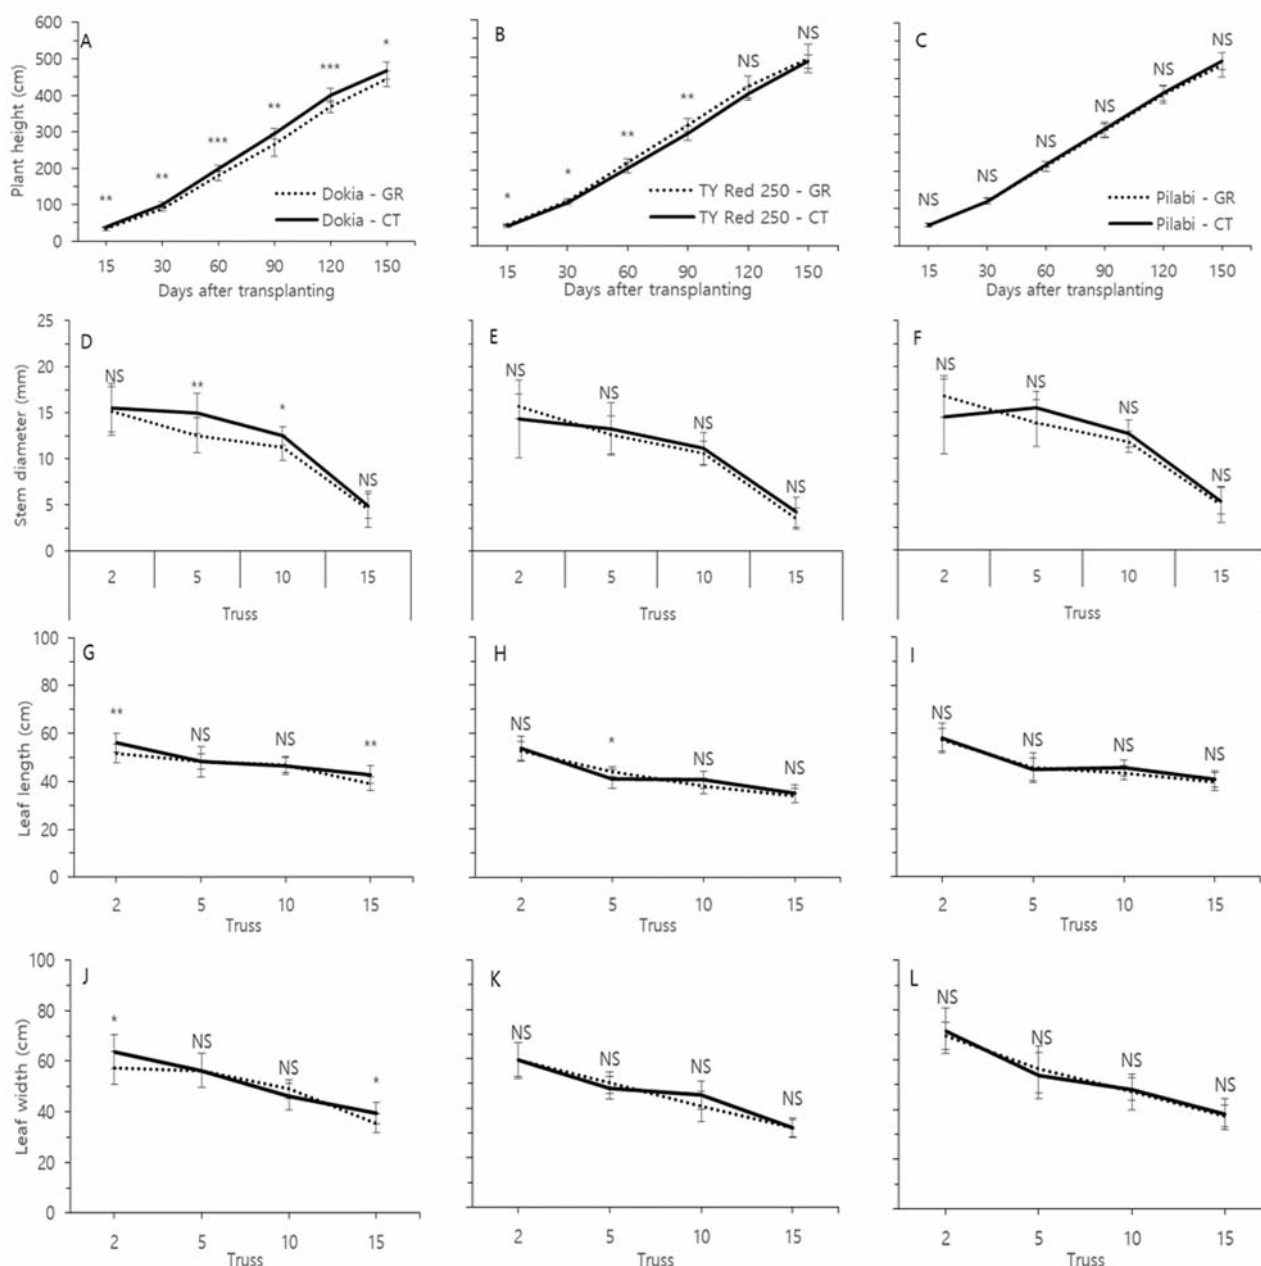 600
500
400
300
200
100
0
Plant height (cm)
A
**
**
***
**
***
*
Dokia - GR
Dokia - CT
15 30 60 90 120 150
Days after transplanting
B
*
*
**
**
NS
NS
TY Red 250 - GR
TY Red 250 - CT
15 30 60 90 120 150
Days after transplanting
C
NS
NS
NS
NS
NS
NS
Pilabi - GR
Pilabi - CT
15 30 60 90 120 150
Days after transplanting
25
20
15
10
5
0
Stem diameter (mm)
D
NS
**
*
NS
2 5 10 15
Truss
E
NS
NS
NS
NS
2 5 10 15
Truss
F
NS
NS
NS
NS
2 5 10 15
Truss
100
80
60
40
20
0
Leaf length (cm)
G
**
NS
NS
**
2 5 10 15
Truss
H
NS
*
NS
NS
2 5 10 15
Truss
I
NS
NS
NS
NS
2 5 10 15
Truss
100
80
60
40
20
0
Leaf width (cm)
J
*
NS
NS
*
2 5 10 15
Truss
K
NS
NS
NS
NS
2 5 10 15
Truss
L
NS
NS
NS
NS
2 5 10 15
Truss